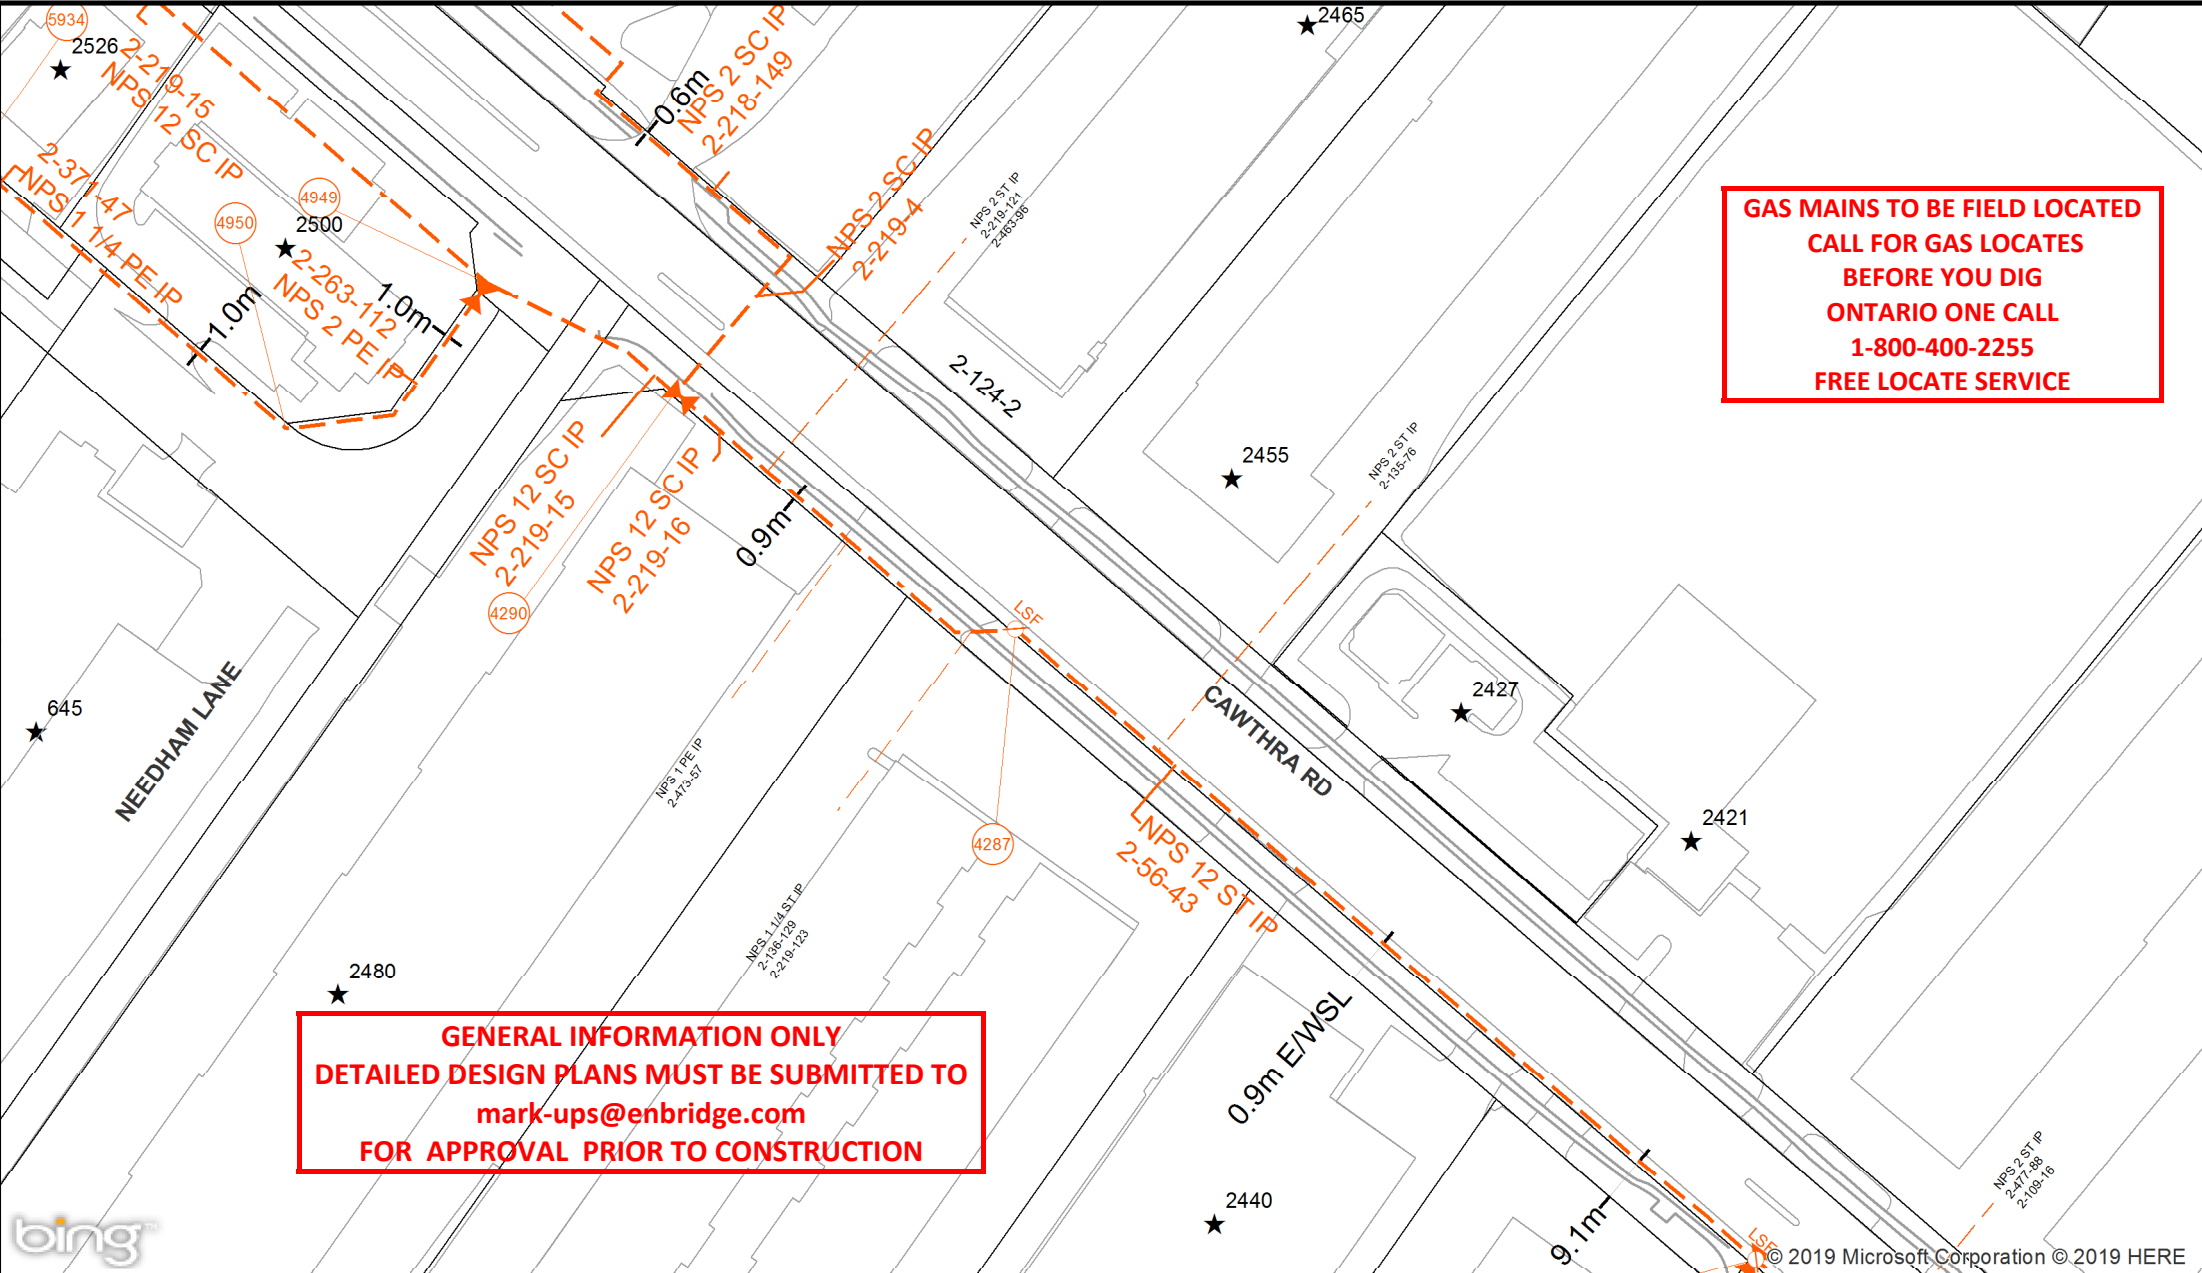 5934
2526
2-219-15
NPS 12 SC IP
2-371-47
NPS 1 1/4 PE IP
4949
4950
2500
1.0m
2-263-112
NPS 2 PE IP
1.0m
0.6m
NPS 2 SC IP
2-218-149
NPS 2 SC IP
2-219-4
NPS 2 ST IP
2-219-121
2-463-96
2465
GAS MAINS TO BE FIELD LOCATED
CALL FOR GAS LOCATES
BEFORE YOU DIG
ONTARIO ONE CALL
1-800-400-2255
FREE LOCATE SERVICE
2-124-2
2455
NPS 2 ST IP
2-135-76
NPS 12 SC IP
2-219-15
NPS 12 SC IP
2-219-16
0.9m
4290
LSF
645
NEEDHAM LANE
CAWTHRA RD
2427
2421
NPS 1 PE IP
2-473-57
4287
NPS 12 ST IP
2-56-43
NPS 1 1/4 ST IP
2-136-129
2-219-123
2480
0.9m E/WSL
GENERAL INFORMATION ONLY
DETAILED DESIGN PLANS MUST BE SUBMITTED TO
mark-ups@enbridge.com
FOR APPROVAL PRIOR TO CONSTRUCTION
2440
9.1m
NPS 2 ST IP
2-477-88
2-109-16
LSF
bing™
© 2019 Microsoft Corporation © 2019 HERE